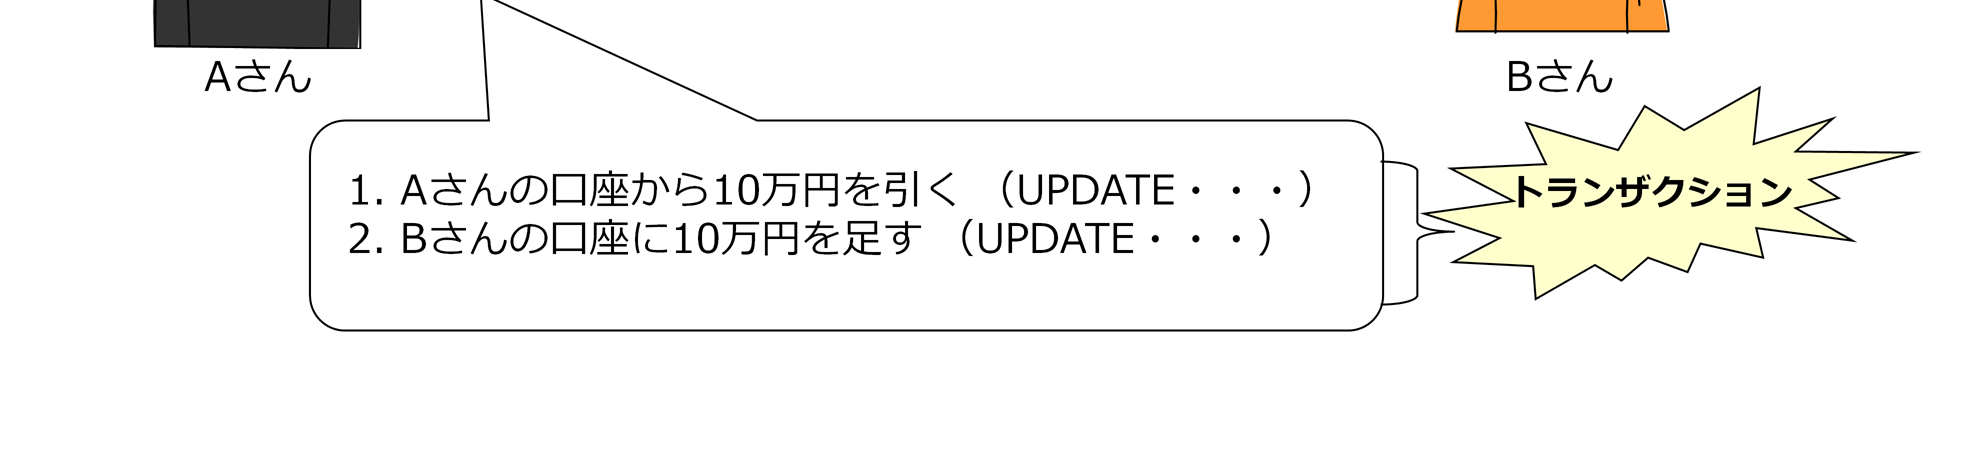 Aさん
Bさん
1. Aさんの口座から10万円を引く （UPDATE・・・）
2. Bさんの口座に10万円を足す （UPDATE・・・）
トランザクション